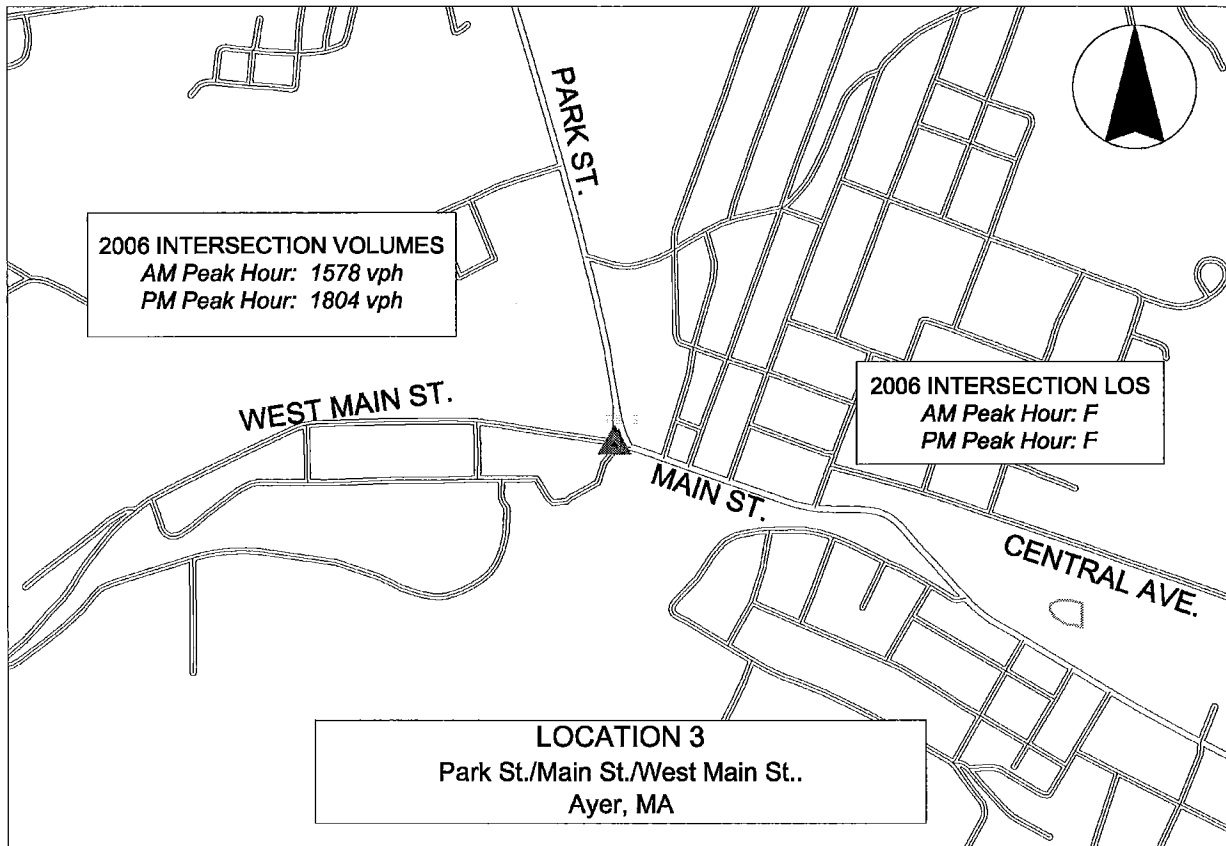 PARK ST.
2006 INTERSECTION VOLUMES
AM Peak Hour: 1578 vph
PM Peak Hour: 1804 vph
2006 INTERSECTION LOS
AM Peak Hour: F
PM Peak Hour: F
WEST MAIN ST.
MAIN ST.
CENTRAL AVE.
LOCATION 3
Park St./Main St./West Main St..
Ayer, MA